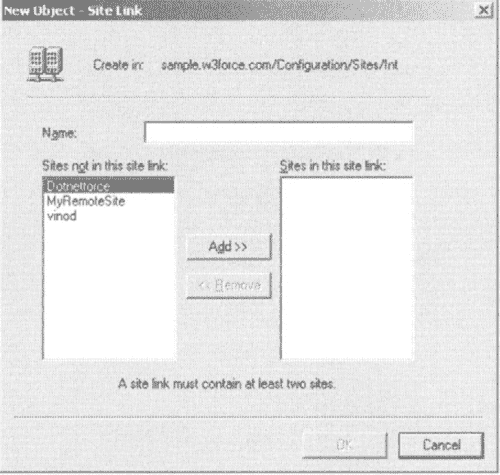 New Object - Site Link
Create in: sample.w3force.com/Configuration/Sites/Int
Name:
Sites not in this site link:
Sites in this site link:
Dotnetforce
MyRemoteSite
vinod
Add >>
<< Remove
A site link must contain at least two sites.
OK
Cancel